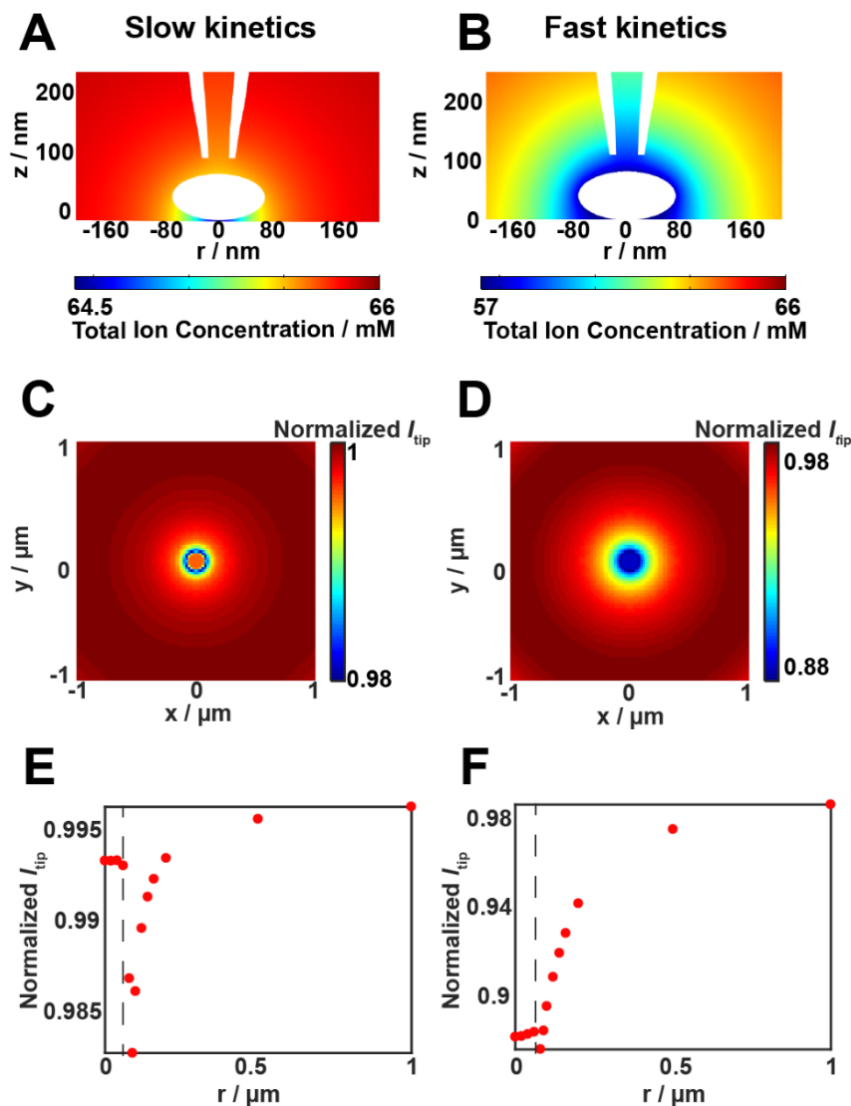 A Slow kinetics
B Fast kinetics
z / nm
200
100
0
-160 -80 0 80 160
r / nm
64.5 66
Total Ion Concentration / mM
z / nm
200
100
0
-160 -80 0 80 160
r / nm
57 66
Total Ion Concentration / mM
C
Normalized Itip
1
0.98
y / µm
1
0
-1
-1 0 1
x / µm
D
Normalized Itip
0.98
0.88
y / µm
1
0
-1
-1 0 1
x / µm
E
Normalized Itip
0.995
0.99
0.985
0 0.5 1
r / µm
F
Normalized Itip
0.98
0.94
0.9
0 0.5 1
r / µm